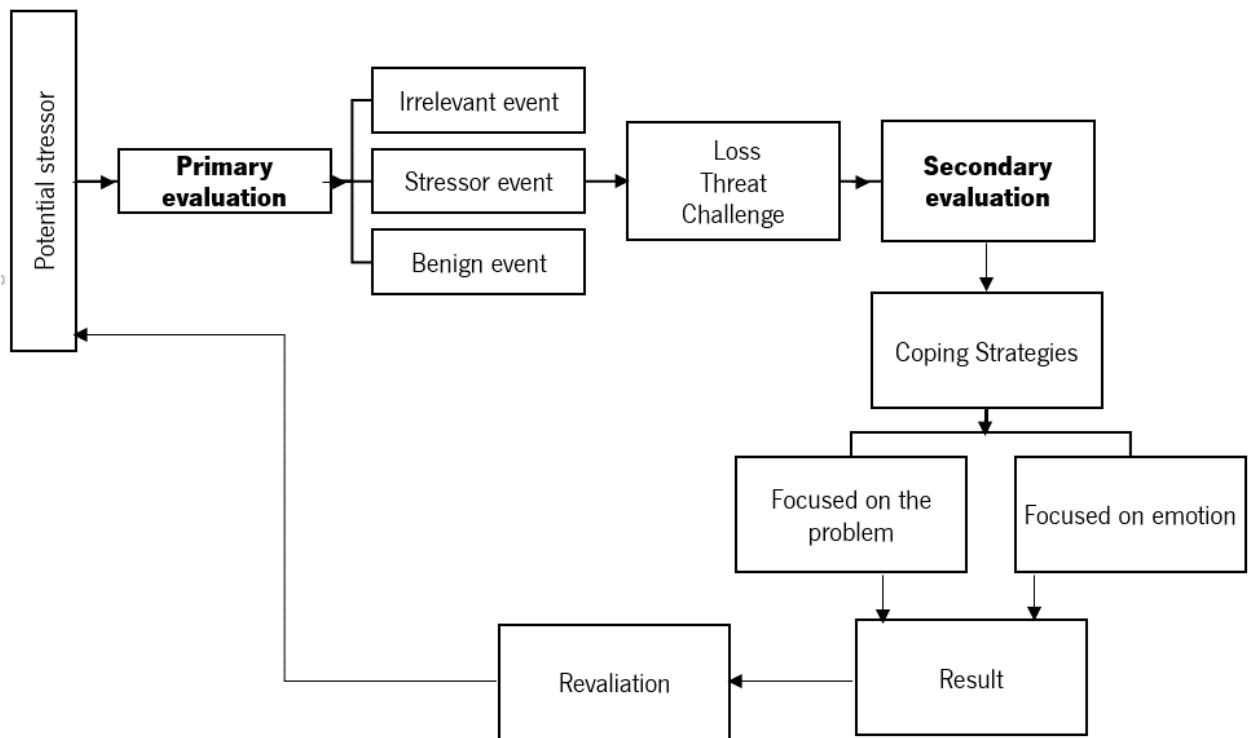 Potential stressor
Primary
evaluation
Irrelevant event
Stressor event
Benign event
Loss
Threat
Challenge
Secondary
evaluation
Coping Strategies
Focused on the
problem
Focused on emotion
Result
Revaliation